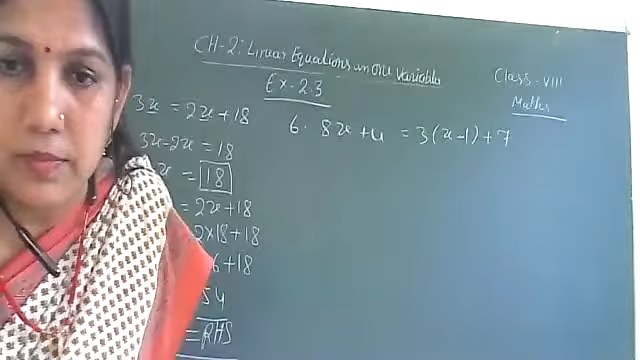 CH-2: Linear Equations in one Variable
Class-VIII
Maths
Ex-2.3
3x = 2x+18
3x-2x = 18
x = 18
= 2x+18
2x18+18
6+18
54
= RHS
6. 8x+4 = 3(x-1)+7